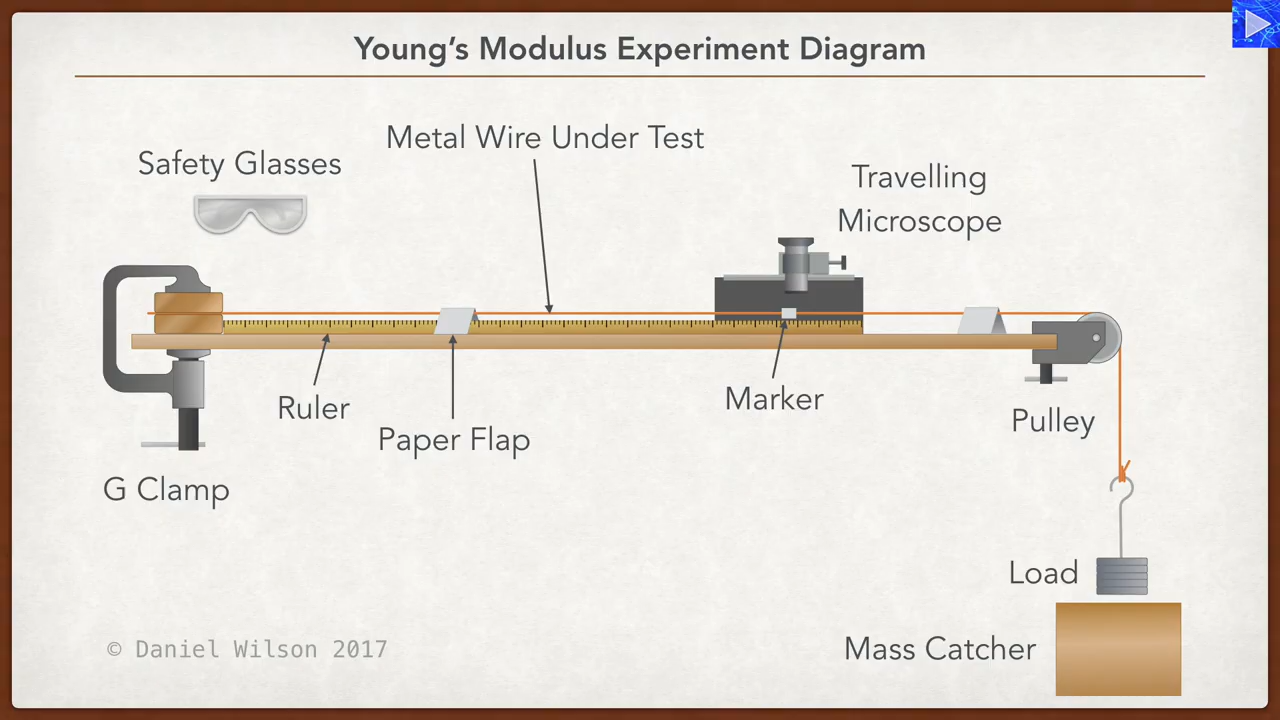 Young’s Modulus Experiment Diagram
Metal Wire Under Test
Safety Glasses
Travelling
Microscope
Ruler
Paper Flap
Marker
Pulley
G Clamp
Load
Mass Catcher
© Daniel Wilson 2017